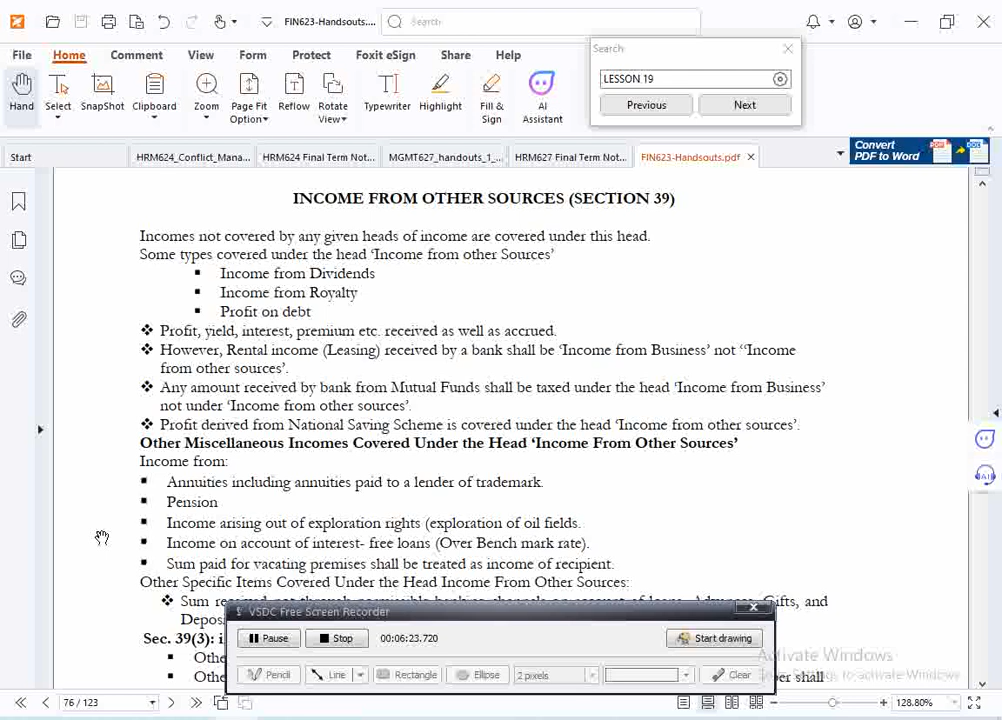 FIN623-Handsouts....
Search
File Home Comment View Form Protect Foxit eSign Share Help
Search:
LESSON 19
Previous Next
Hand Select SnapShot Clipboard Zoom Page Fit Option Reflow Rotate View Typewriter Highlight Fill & Sign AI Assistant
Start HRM624_Conflict_Mana... HRM624 Final Term Not... MGMT627_handouts_1_... HRM627 Final Term Not... FIN623-Handsouts.pdf
Convert PDF to Word
INCOME FROM OTHER SOURCES (SECTION 39)
Incomes not covered by any given heads of income are covered under this head.
Some types covered under the head ‘Income from other Sources’
Income from Dividends
Income from Royalty
Profit on debt
Profit, yield, interest, premium etc. received as well as accrued.
However, Rental income (Leasing) received by a bank shall be ‘Income from Business’ not “Income
from other sources’.
Any amount received by bank from Mutual Funds shall be taxed under the head ‘Income from Business’
not under ‘Income from other sources’.
Profit derived from National Saving Scheme is covered under the head ‘Income from other sources’.
Other Miscellaneous Incomes Covered Under the Head ‘Income From Other Sources’
Income from:
Annuities including annuities paid to a lender of trademark.
Pension
Income arising out of exploration rights (exploration of oil fields.
Income on account of interest- free loans (Over Bench mark rate).
Sum paid for vacating premises shall be treated as income of recipient.
Other Specific Items Covered Under the Head Income From Other Sources:
Sum Gifts, and
Sec. 39(3):
VSDC Free Screen Recorder
Pause Stop 00:06:23.720 Start drawing
Pencil Line Rectangle Ellipse 2 pixels Clear
shall
Activate Windows
Settings to activate Windows.
76 / 123
128.80%